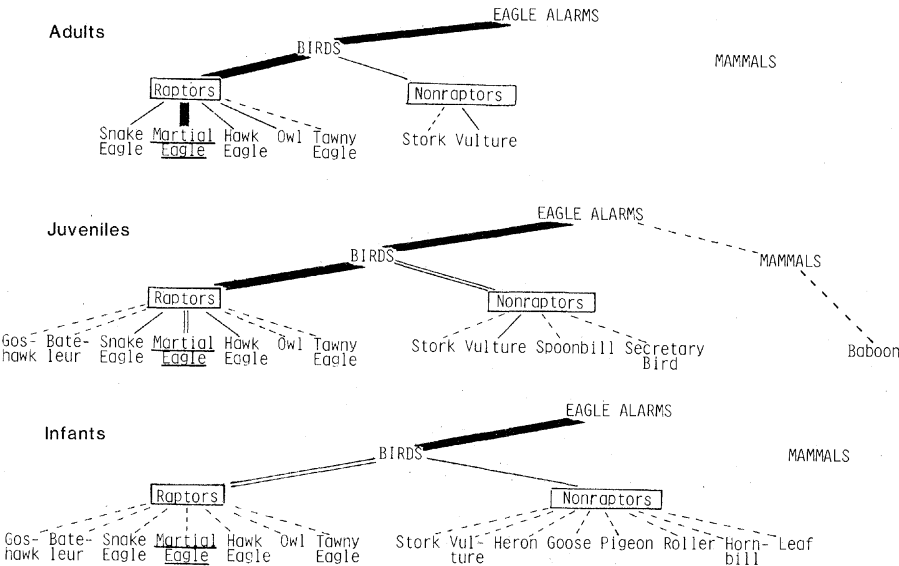 EAGLE ALARMS
Adults
BIRDS
MAMMALS
Raptors
Nonraptors
Snake Martial Hawk Owl Tawny
Eagle Eagle Eagle Eagle
Stork Vulture
EAGLE ALARMS
Juveniles
BIRDS
MAMMALS
Raptors
Nonraptors
Gos- Bate- Snake Martial Hawk Owl Tawny
hawk leur Eagle Eagle Eagle Eagle
Stork Vulture Spoonbill Secretary
Bird
Baboon
EAGLE ALARMS
Infants
BIRDS
MAMMALS
Raptors
Nonraptors
Gos- Bate- Snake Martial Hawk Owl Tawny
hawk leur Eagle Eagle Eagle Eagle
Stork Vul- Heron Goose Pigeon Roller Horn- Leaf
ture bill